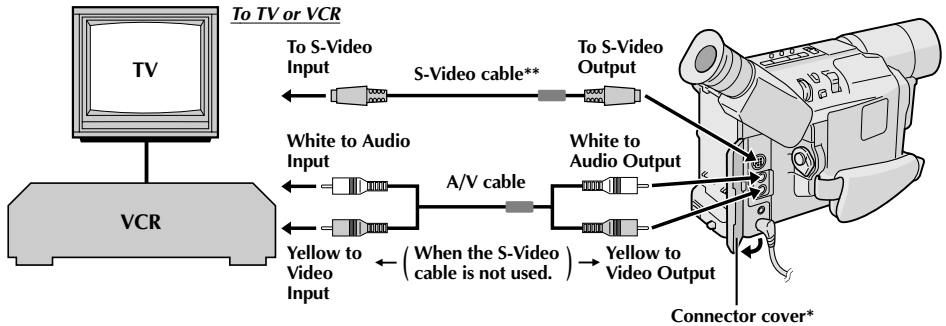 To TV or VCR
TV
To S-Video
Input
S-Video cable**
To S-Video
Output
White to Audio
Input
A/V cable
White to
Audio Output
VCR
Yellow to
Video
Input
(When the S-Video
cable is not used.)
Yellow to
Video Output
Connector cover*